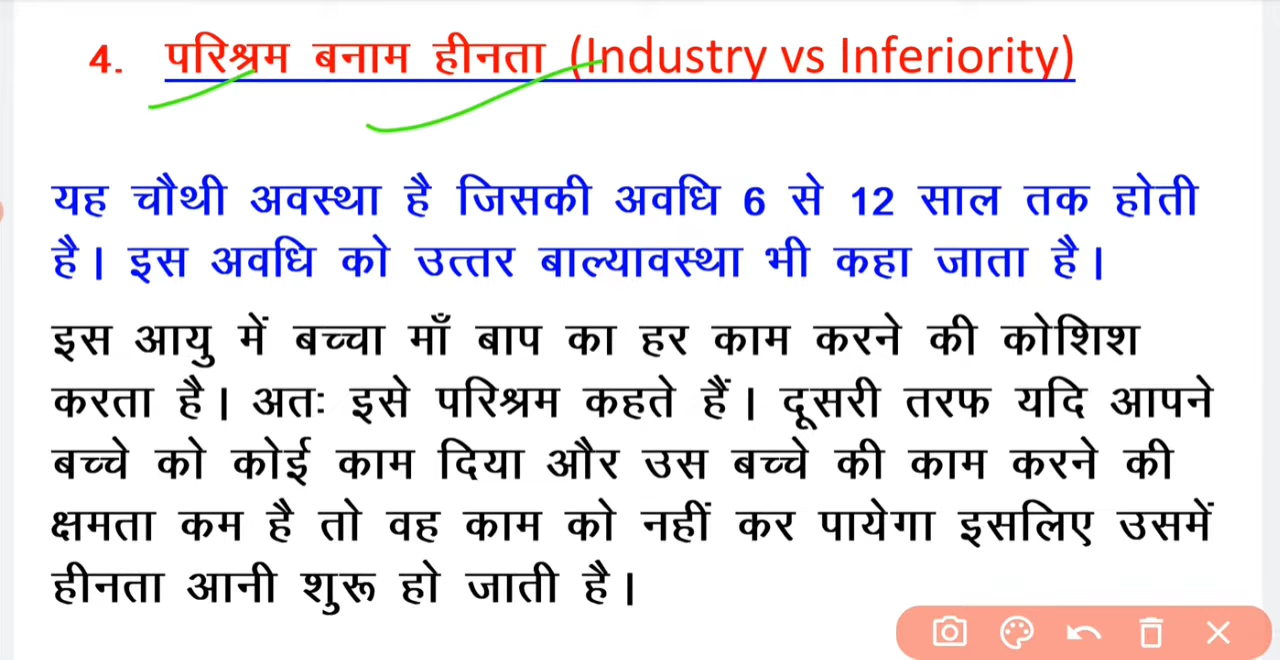 4. परिश्रम बनाम हीनता (Industry vs Inferiority)
यह चौथी अवस्था है जिसकी अवधि 6 से 12 साल तक होती
है। इस अवधि को उत्तर बाल्यावस्था भी कहा जाता है।
इस आयु में बच्चा माँ बाप का हर काम करने की कोशिश
करता है। अतः इसे परिश्रम कहते हैं। दूसरी तरफ यदि आपने
बच्चे को कोई काम दिया और उस बच्चे की काम करने की
क्षमता कम है तो वह काम को नहीं कर पायेगा इसलिए उसमें
हीनता आनी शुरू हो जाती है।